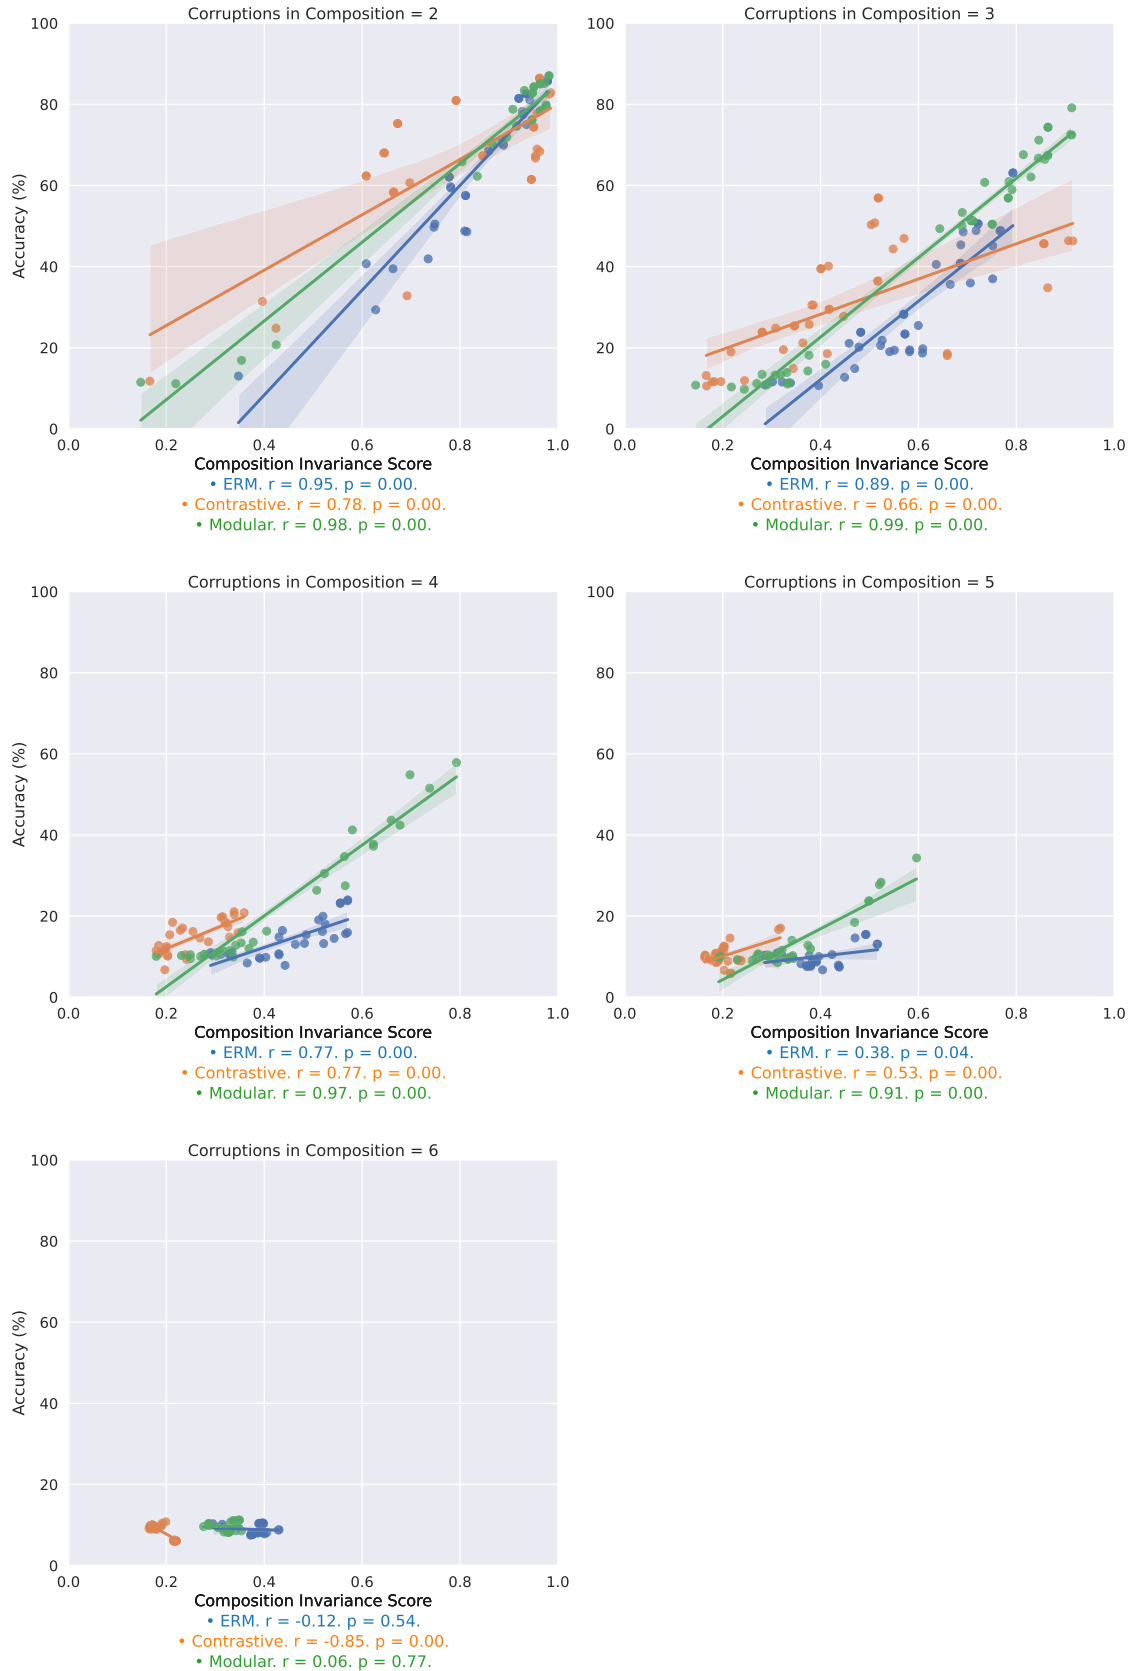 Corruptions in Composition = 2
100
80
60
40
20
0
Accuracy (%)
0.0 0.2 0.4 0.6 0.8 1.0
Composition Invariance Score
• ERM. r = 0.95. p = 0.00.
• Contrastive. r = 0.78. p = 0.00.
• Modular. r = 0.98. p = 0.00.
Corruptions in Composition = 3
100
80
60
40
20
0
0.0 0.2 0.4 0.6 0.8 1.0
Composition Invariance Score
• ERM. r = 0.89. p = 0.00.
• Contrastive. r = 0.66. p = 0.00.
• Modular. r = 0.99. p = 0.00.
Corruptions in Composition = 4
100
80
60
40
20
0
Accuracy (%)
0.0 0.2 0.4 0.6 0.8 1.0
Composition Invariance Score
• ERM. r = 0.77. p = 0.00.
• Contrastive. r = 0.77. p = 0.00.
• Modular. r = 0.97. p = 0.00.
Corruptions in Composition = 5
100
80
60
40
20
0
0.0 0.2 0.4 0.6 0.8 1.0
Composition Invariance Score
• ERM. r = 0.38. p = 0.04.
• Contrastive. r = 0.53. p = 0.00.
• Modular. r = 0.91. p = 0.00.
Corruptions in Composition = 6
100
80
60
40
20
0
Accuracy (%)
0.0 0.2 0.4 0.6 0.8 1.0
Composition Invariance Score
• ERM. r = -0.12. p = 0.54.
• Contrastive. r = -0.85. p = 0.00.
• Modular. r = 0.06. p = 0.77.